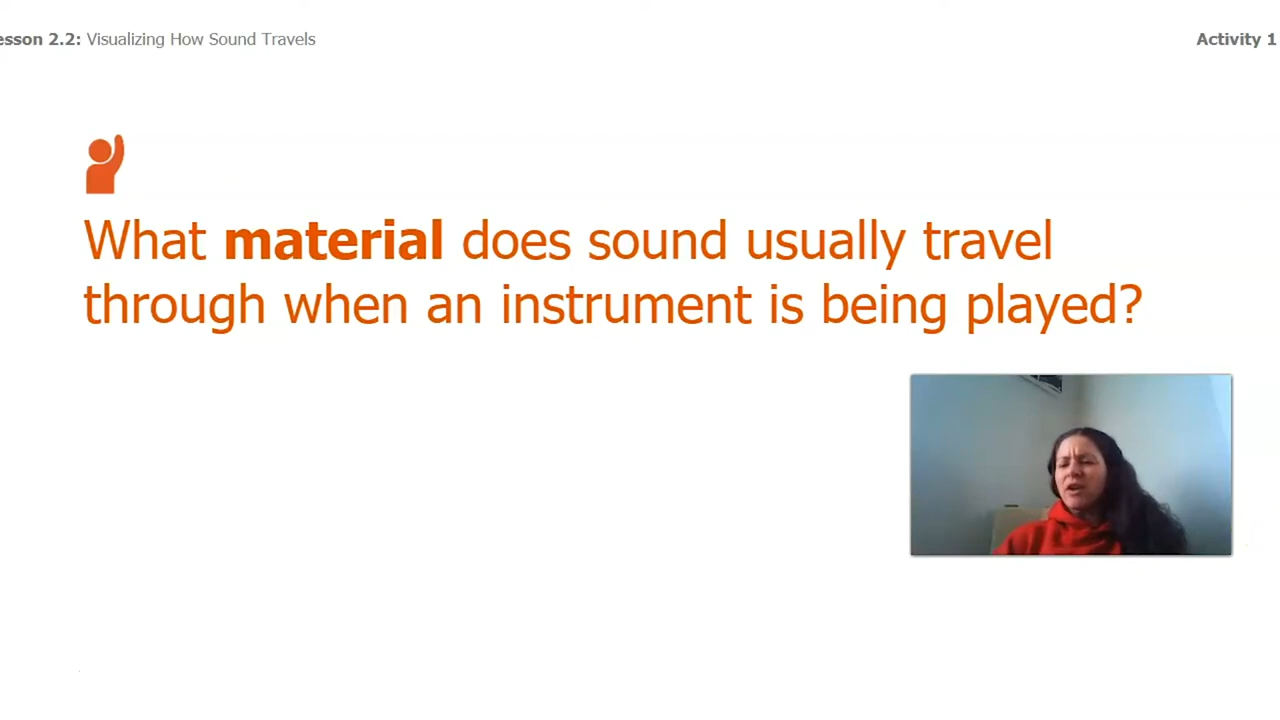 esson 2.2: Visualizing How Sound Travels
Activity 1
What material does sound usually travel
through when an instrument is being played?